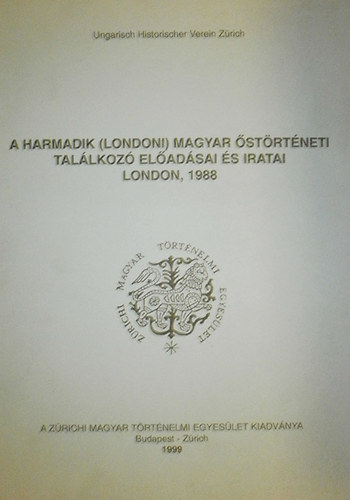 Ungarisch Historischer Verein Zürich
A HARMADIK (LONDONI) MAGYAR ŐSTÖRTÉNETI
TALÁLKOZÓ ELŐADÁSAI ÉS IRATAI
LONDON, 1988
ZÜRICHI MAGYAR TÖRTÉNELMI EGYESÜLET
A ZÜRICHI MAGYAR TÖRTÉNELMI EGYESÜLET KIADVÁNYA
Budapest - Zürich
1999